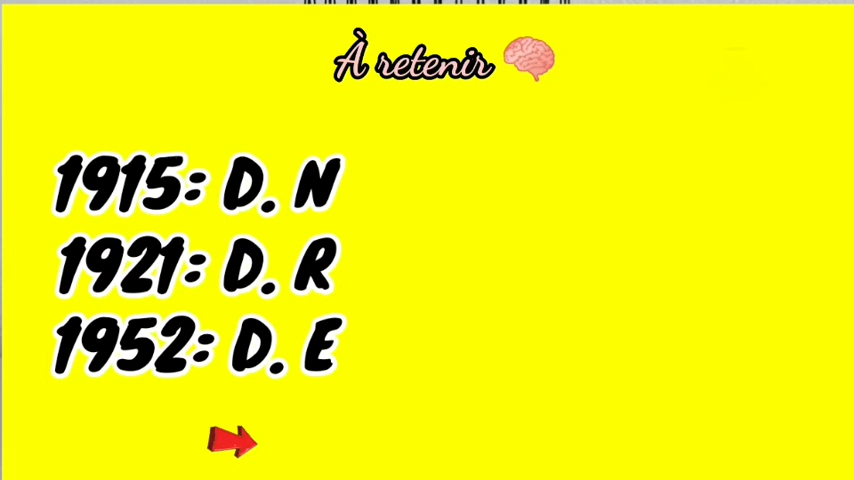 À retenir
1915: D. N
1921: D. R
1952: D. E